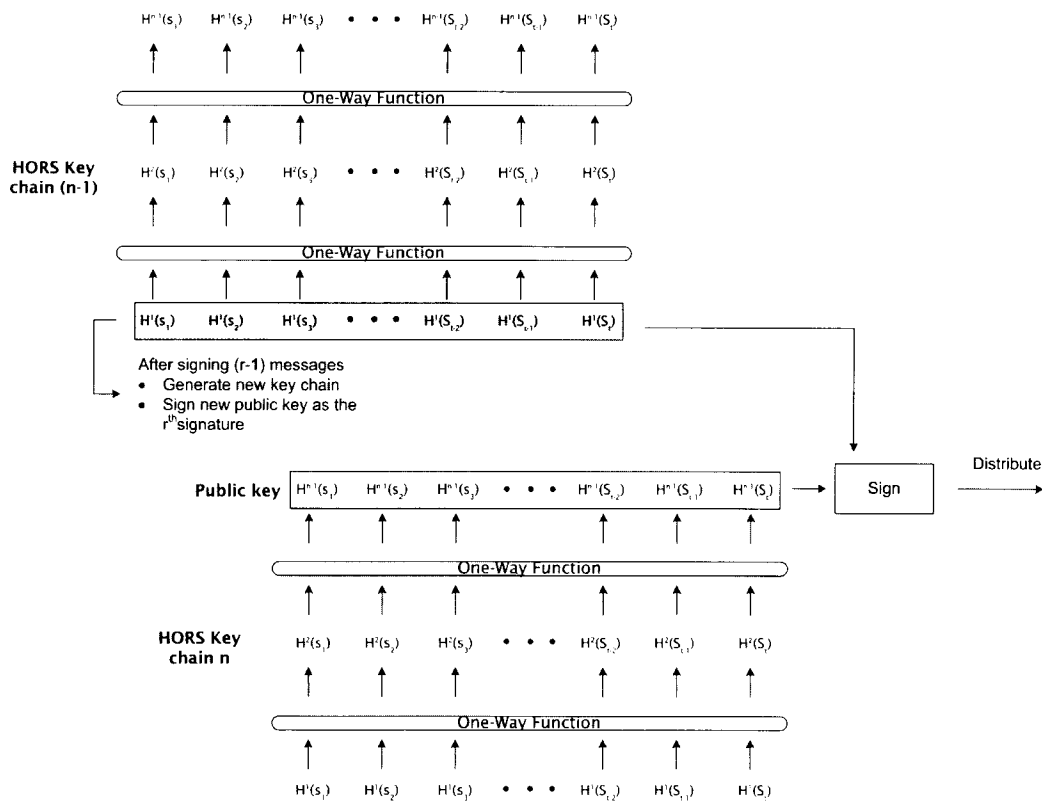 Hⁿ⁻¹(s₁) Hⁿ⁻¹(s₂) Hⁿ⁻¹(s₃) • • • Hⁿ⁻¹(Sₜ₋₂) Hⁿ⁻¹(Sₜ₋₁) Hⁿ⁻¹(Sₜ)
One-Way Function
HORS Key
chain (n-1)
H²(s₁) H²(s₂) H²(s₃) • • • H²(Sₜ₋₂) H²(Sₜ₋₁) H²(Sₜ)
One-Way Function
H¹(s₁) H¹(s₂) H¹(s₃) • • • H¹(Sₜ₋₂) H¹(Sₜ₋₁) H¹(Sₜ)
After signing (r-1) messages
• Generate new key chain
• Sign new public key as the
rᵗʰsignature
Public key Hⁿ⁻¹(s₁) Hⁿ⁻¹(s₂) Hⁿ⁻¹(s₃) • • • Hⁿ⁻¹(Sₜ₋₂) Hⁿ⁻¹(Sₜ₋₁) Hⁿ⁻¹(Sₜ)
Sign
Distribute
One-Way Function
HORS Key
chain n
H²(s₁) H²(s₂) H²(s₃) • • • H²(Sₜ₋₂) H²(Sₜ₋₁) H²(Sₜ)
One-Way Function
H¹(s₁) H¹(s₂) H¹(s₃) • • • H¹(Sₜ₋₂) H¹(Sₜ₋₁) H¹(Sₜ)